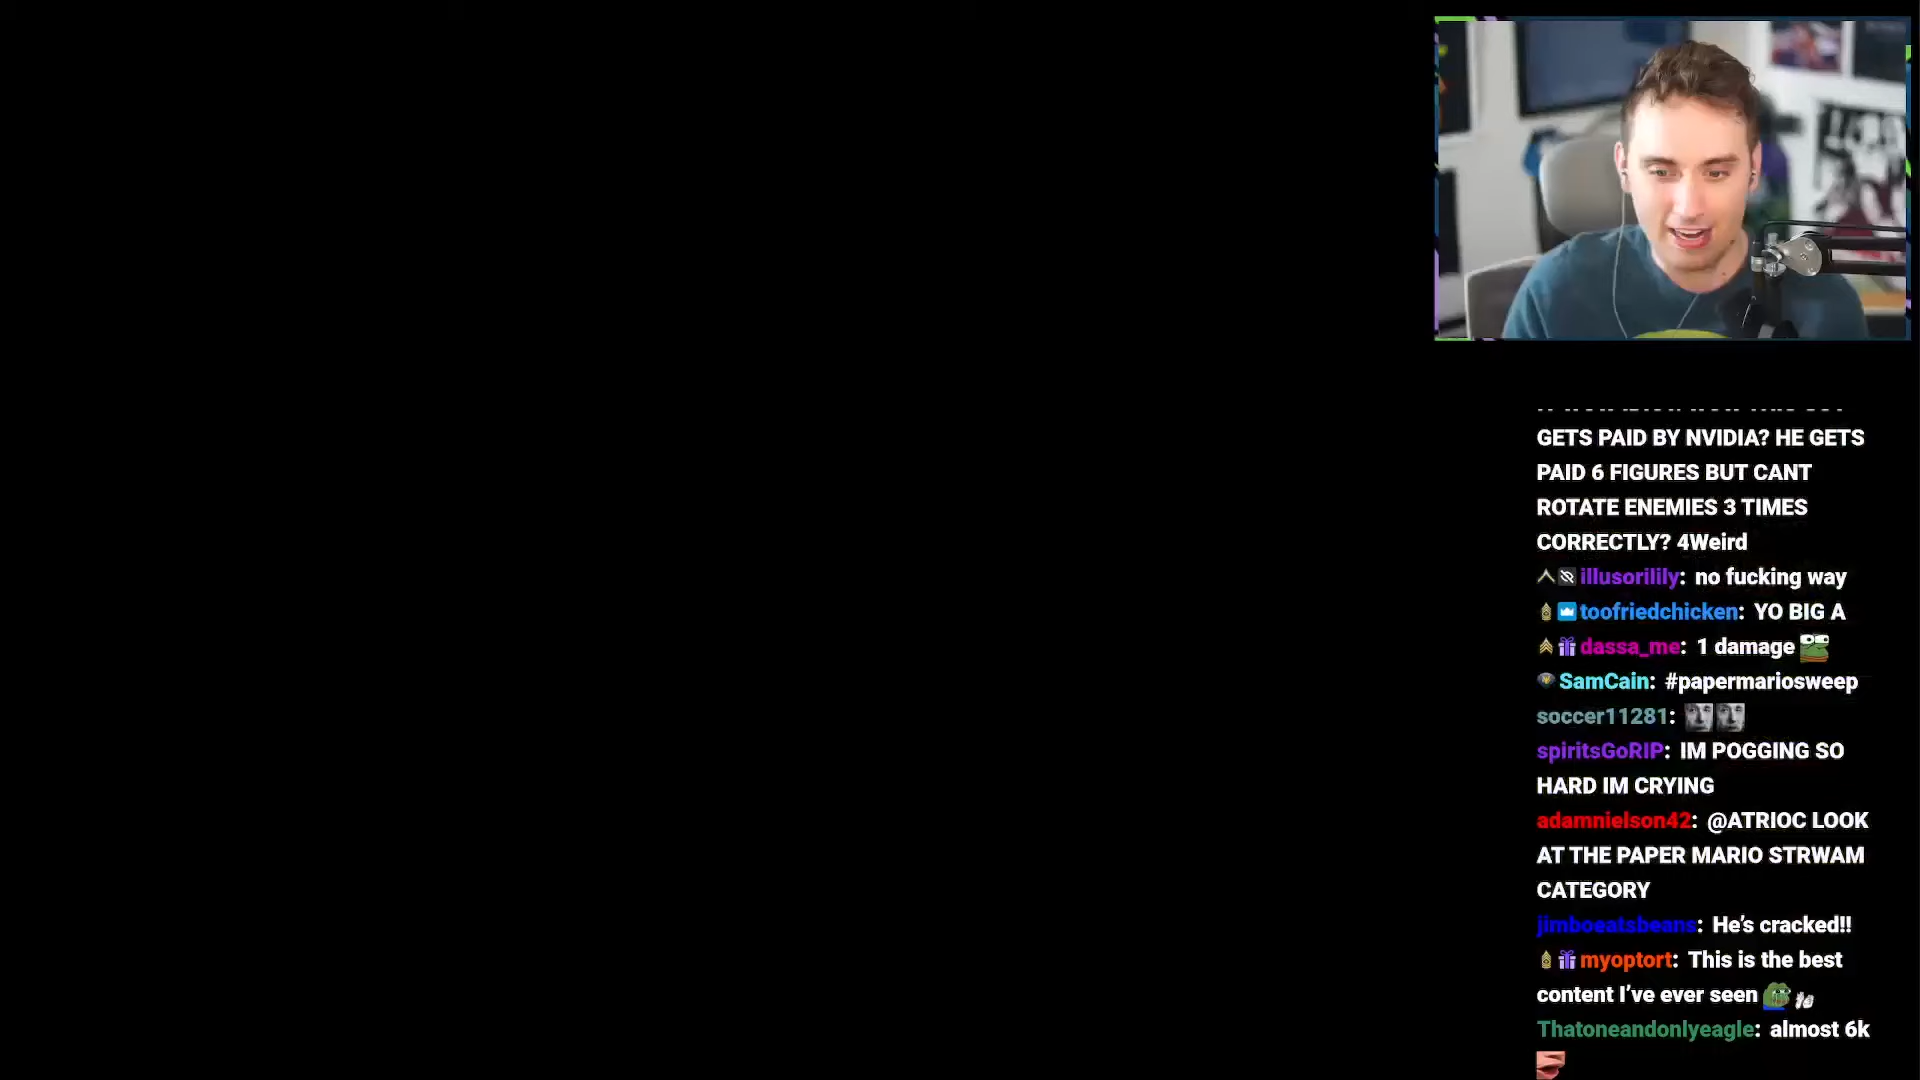 GETS PAID BY NVIDIA? HE GETS
PAID 6 FIGURES BUT CANT
ROTATE ENEMIES 3 TIMES
CORRECTLY? 4Weird
illusorilily: no fucking way
toofriedchicken: YO BIG A
dassa_me: 1 damage
SamCain: #papermariosweep
soccer11281:
spiritsGoRIP: IM POGGING SO
HARD IM CRYING
adamnielson42: @ATRIOC LOOK
AT THE PAPER MARIO STRWAM
CATEGORY
jimboeatsbeans: He's cracked!!
myoptort: This is the best
content I've ever seen
Thatoneandonlyeagle: almost 6k